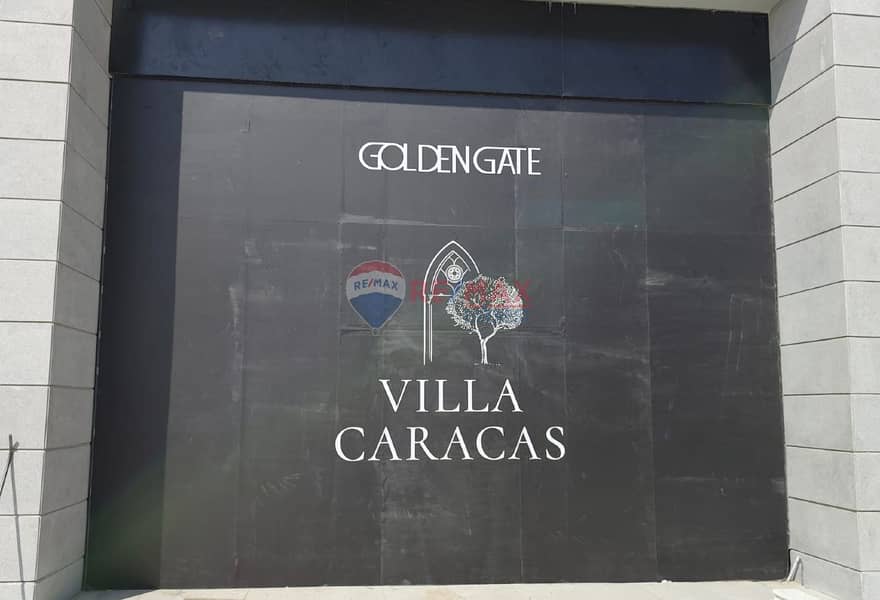 GOLDEN GATE
RE/MAX
RE/MAX
VILLA
CARACAS